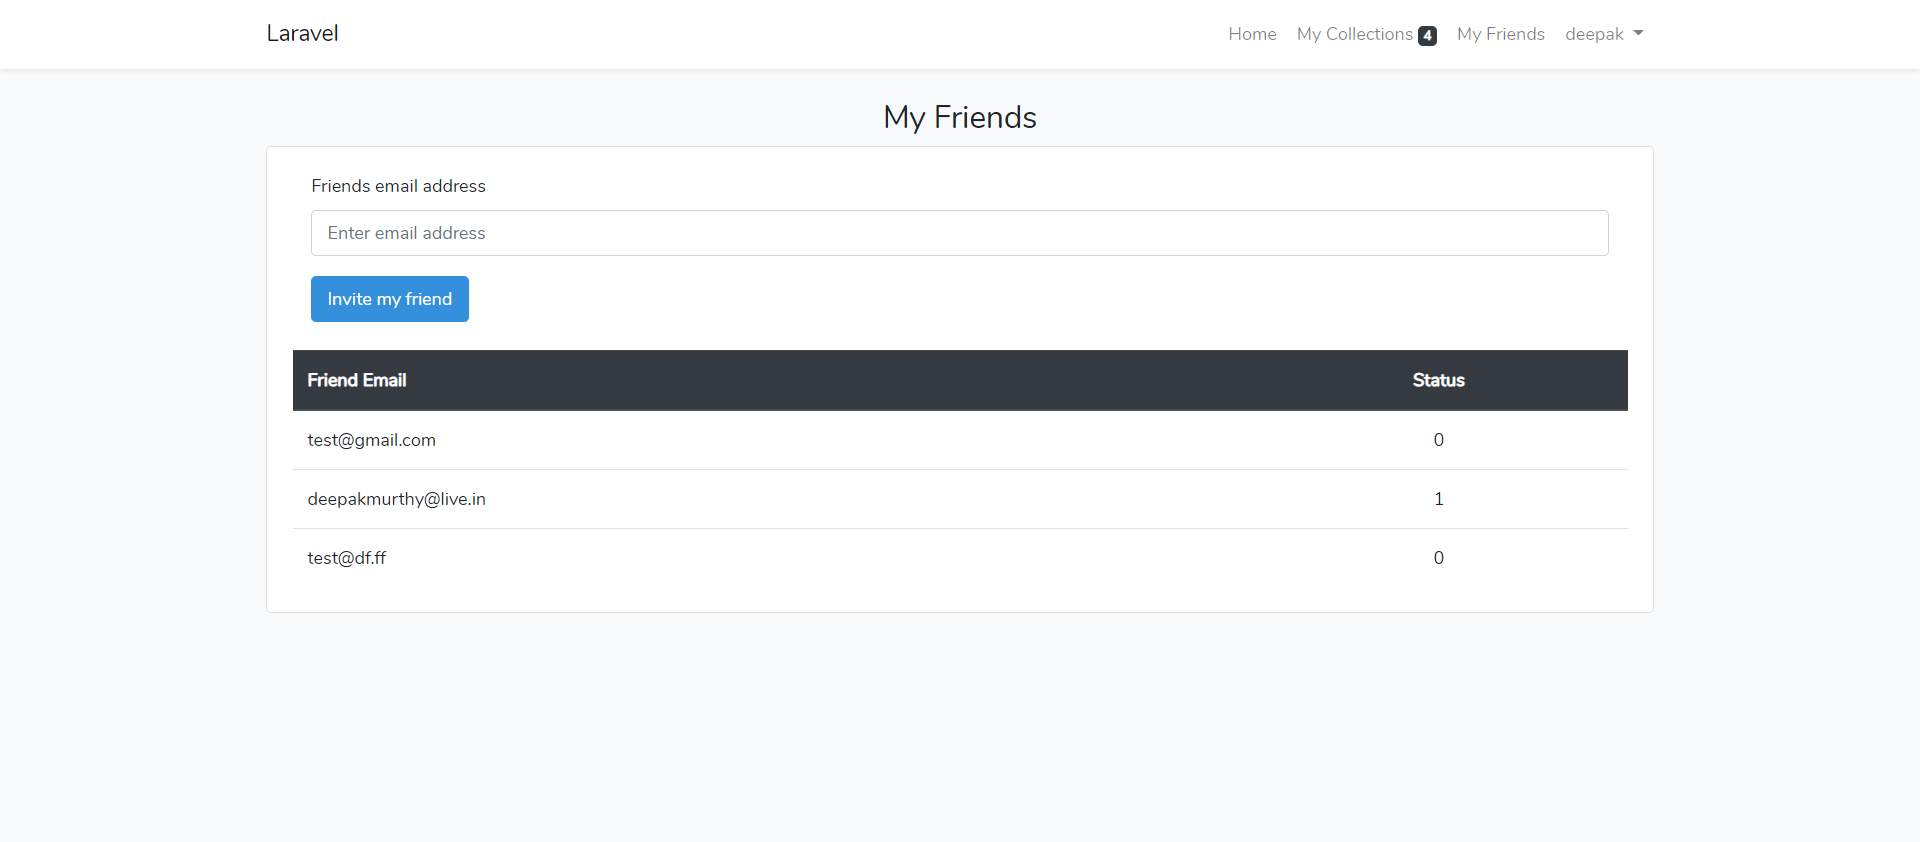 Laravel
Home My Collections 4 My Friends deepak
My Friends
Friends email address
Enter email address
Invite my friend
Friend Email Status
test@gmail.com 0
deepakmurthy@live.in 1
test@df.ff 0